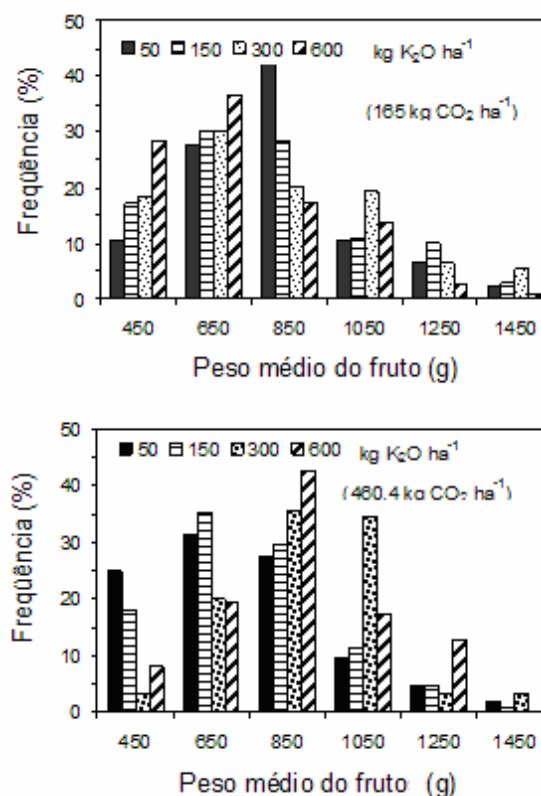 50 150 300 600 kg K₂O ha⁻¹
(165 kg CO₂ ha⁻¹)
Freqüência (%)
50
40
30
20
10
0
450 650 850 1050 1250 1450
Peso médio do fruto (g)
50 150 300 600 kg K₂O ha⁻¹
(460.4 kg CO₂ ha⁻¹)
Freqüência (%)
50
40
30
20
10
0
450 650 850 1050 1250 1450
Peso médio do fruto (g)